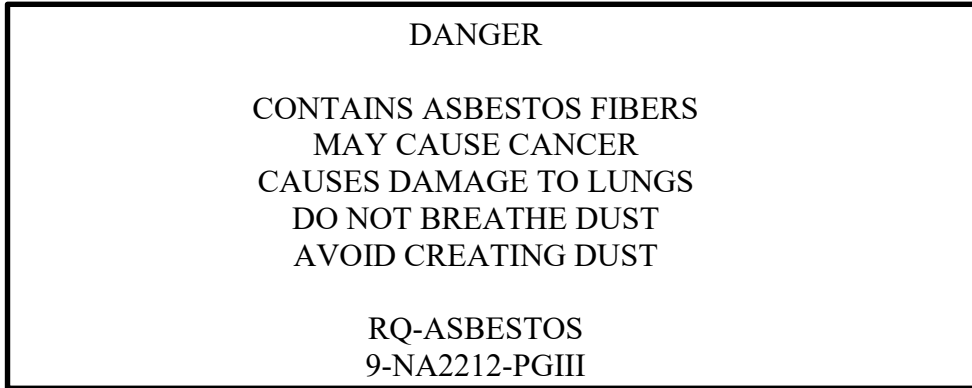 DANGER
CONTAINS ASBESTOS FIBERS
MAY CAUSE CANCER
CAUSES DAMAGE TO LUNGS
DO NOT BREATHE DUST
AVOID CREATING DUST
RQ-ASBESTOS
9-NA2212-PGIII